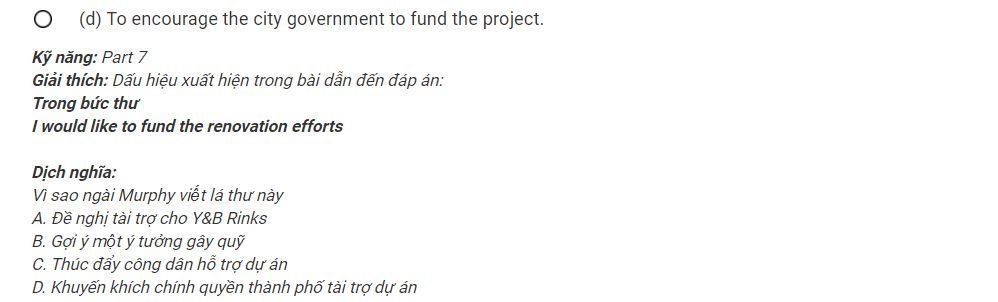 (d) To encourage the city government to fund the project.
Kỹ năng: Part 7
Giải thích: Dấu hiệu xuất hiện trong bài dẫn đến đáp án:
Trong bức thư
I would like to fund the renovation efforts
Dịch nghĩa:
Vì sao ngài Murphy viết lá thư này
A. Đề nghị tài trợ cho Y&B Rinks
B. Gợi ý một ý tưởng gây quỹ
C. Thúc đẩy công dân hỗ trợ dự án
D. Khuyến khích chính quyền thành phố tài trợ dự án